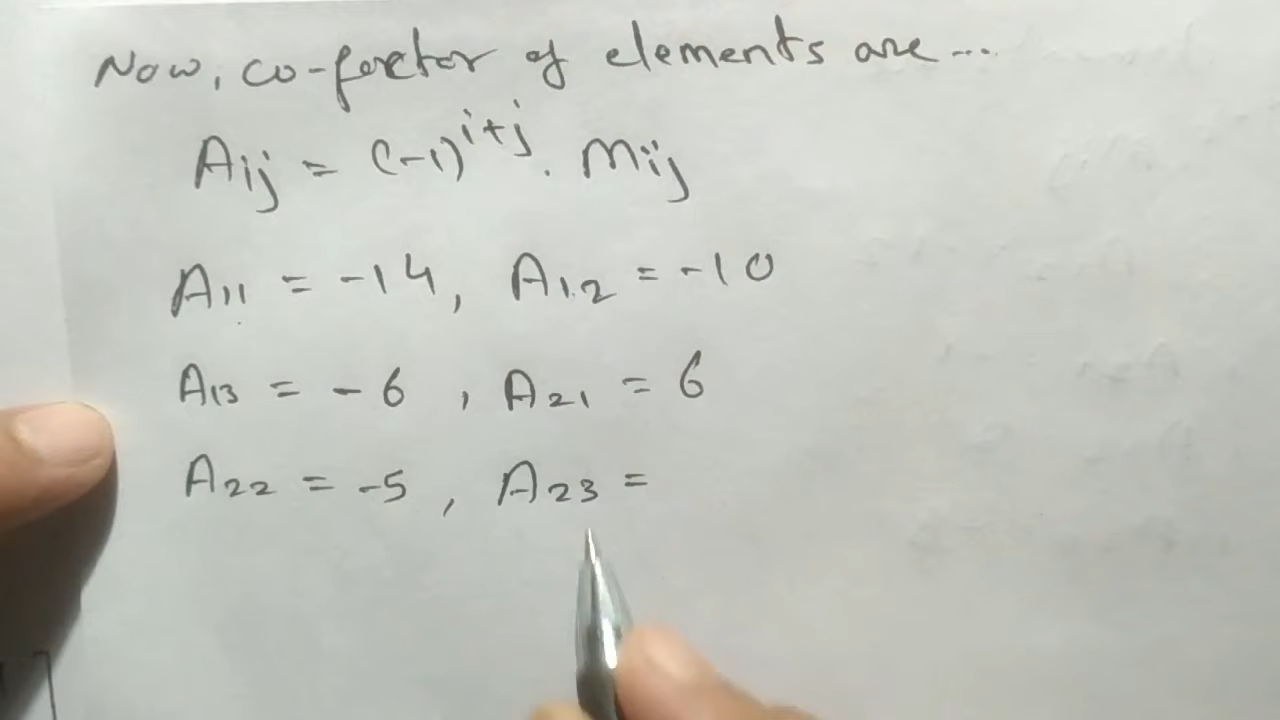 Now, co-factor of elements are...
Aij = (-1)^i+j . Mij
A11 = -14, A12 = -10
A13 = -6 , A21 = 6
A22 = -5 , A23 =